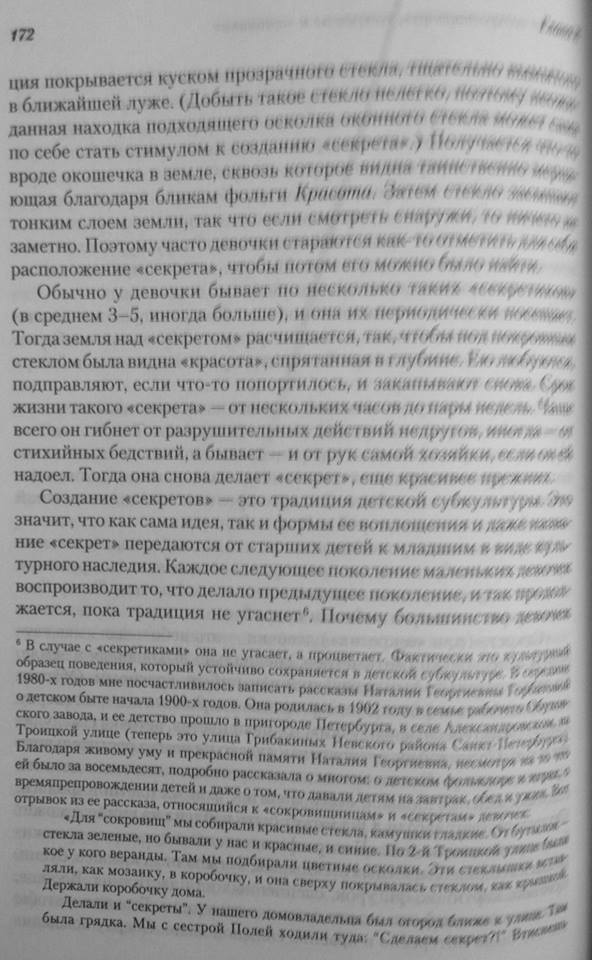 172
ция покрывается куском прозрачного стекла, тщательно
в ближайшей луже. (Добыть такое стекло нелегко, поэтому
данная находка подходящего осколка оконного стекла может
по себе стать стимулом к созданию «секрета».) Получается
вроде окошечка в земле, сквозь которое видна таинственно
ющая благодаря бликам фольги Красота. Затем стекло
тонким слоем земли, так что если смотреть снаружи, то ничего не
заметно. Поэтому часто девочки стараются как-то отметить для себя
расположение «секрета», чтобы потом его можно было найти.
Обычно у девочки бывает по несколько таких «секретиков»
(в среднем 3–5, иногда больше), и она их периодически посещает.
Тогда земля над «секретом» расчищается, так, чтобы под покровным
стеклом была видна «красота», спрятанная в глубине. Ею любуются,
подправляют, если что-то попортилось, и закапывают снова. Срок
жизни такого «секрета» — от нескольких часов до пары недель. Чаще
всего он гибнет от разрушительных действий недругов, иногда — от
стихийных бедствий, а бывает — и от рук самой хозяйки, если он ей
надоел. Тогда она снова делает «секрет», еще красивее прежних.
Создание «секретов» — это традиция детской субкультуры. Это
значит, что как сама идея, так и формы ее воплощения и даже назва-
ние «секрет» передаются от старших детей к младшим в виде куль-
турного наследия. Каждое следующее поколение маленьких девочек
воспроизводит то, что делало предыдущее поколение, и так продол-
жается, пока традиция не угаснет⁶. Почему большинство девочек
⁶ В случае с «секретиками» она не угасает, а процветает. Фактически это культурный
образец поведения, который устойчиво сохраняется в детской субкультуре. В середине
1980-х годов мне посчастливилось записать рассказы Наталии Георгиевны
о детском быте начала 1900-х годов. Она родилась в 1902 году в семье рабочего Обухов-
ского завода, и ее детство прошло в пригороде Петербурга, в селе Александровском, на
Троицкой улице (теперь это улица Грибакиных Невского района Санкт-Петербурга).
Благодаря живому уму и прекрасной памяти Наталия Георгиевна, несмотря на то что
ей было за восемьдесят, подробно рассказала о многом: о детском фольклоре и играх, о
времяпрепровождении детей и даже о том, что давали детям на завтрак, обед и ужин. Вот
отрывок из ее рассказа, относящийся к «сокровищницам» и «секретам» девочек.
«Для "сокровищ" мы собирали красивые стекла, камушки гладкие. От бутылок —
стекла зеленые, но бывали у нас и красные, и синие. По 2-й Троицкой улице были
кое у кого веранды. Там мы подбирали цветные осколки. Эти стеклышки встав-
ляли, как мозаику, в коробочку, и она сверху покрывалась стеклом, как крышкой.
Держали коробочку дома.
Делали и "секреты". У нашего домовладельца был огород ближе к улице. Там
была грядка. Мы с сестрой Полей ходили туда: "Сделаем секрет?!"